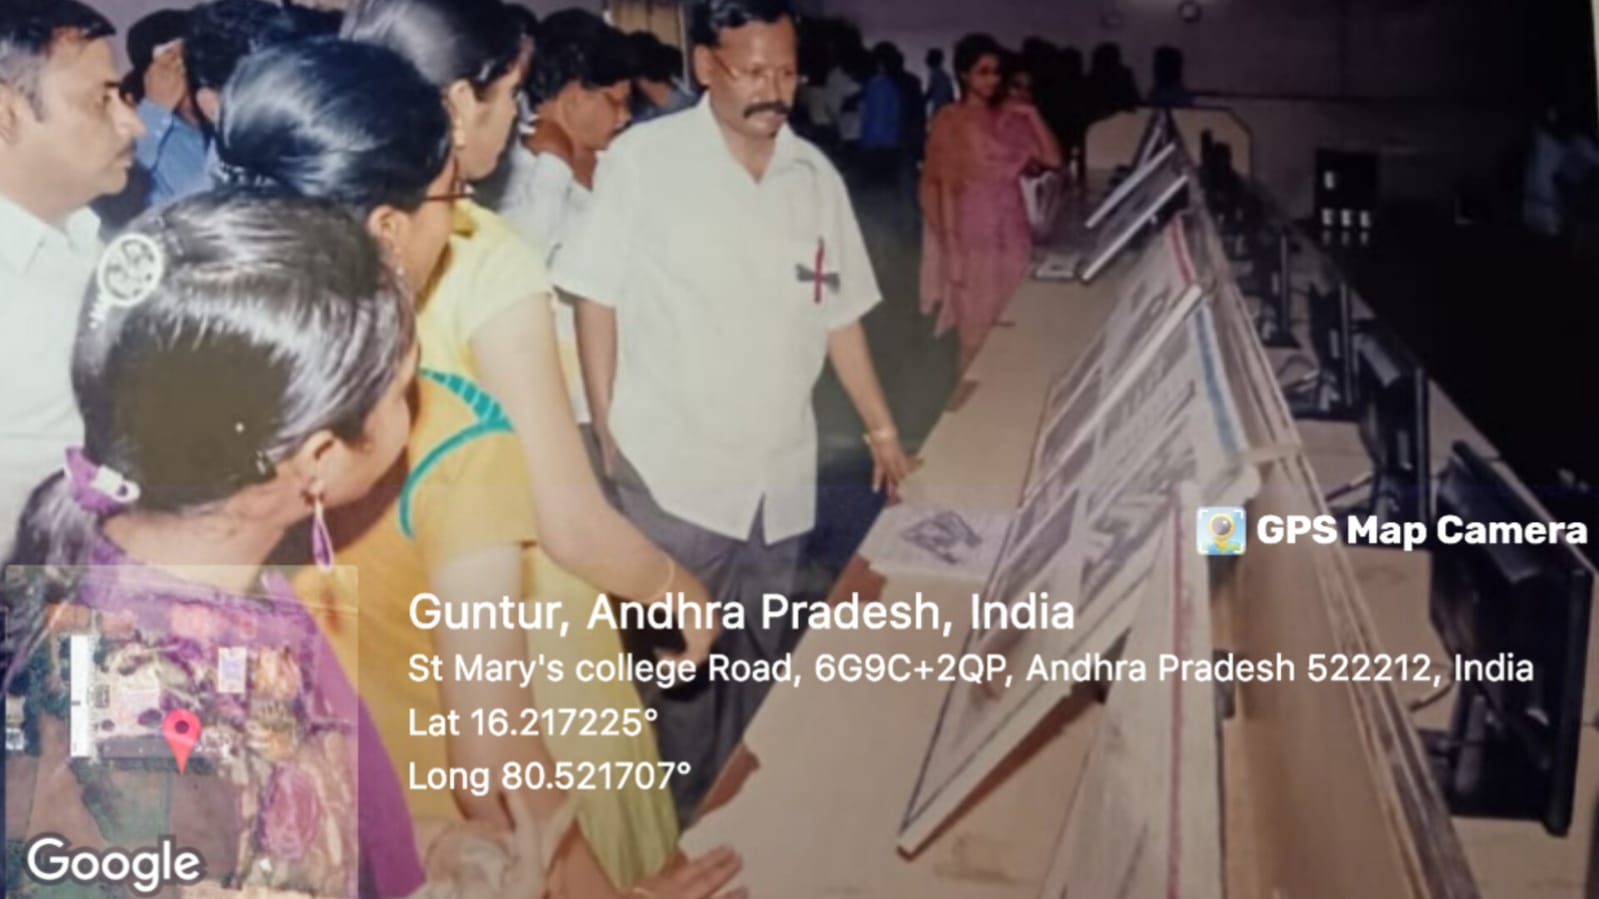 GPS Map Camera
Guntur, Andhra Pradesh, India
St Mary's college Road, 6G9C+2QP, Andhra Pradesh 522212, India
Lat 16.217225°
Long 80.521707°
Google